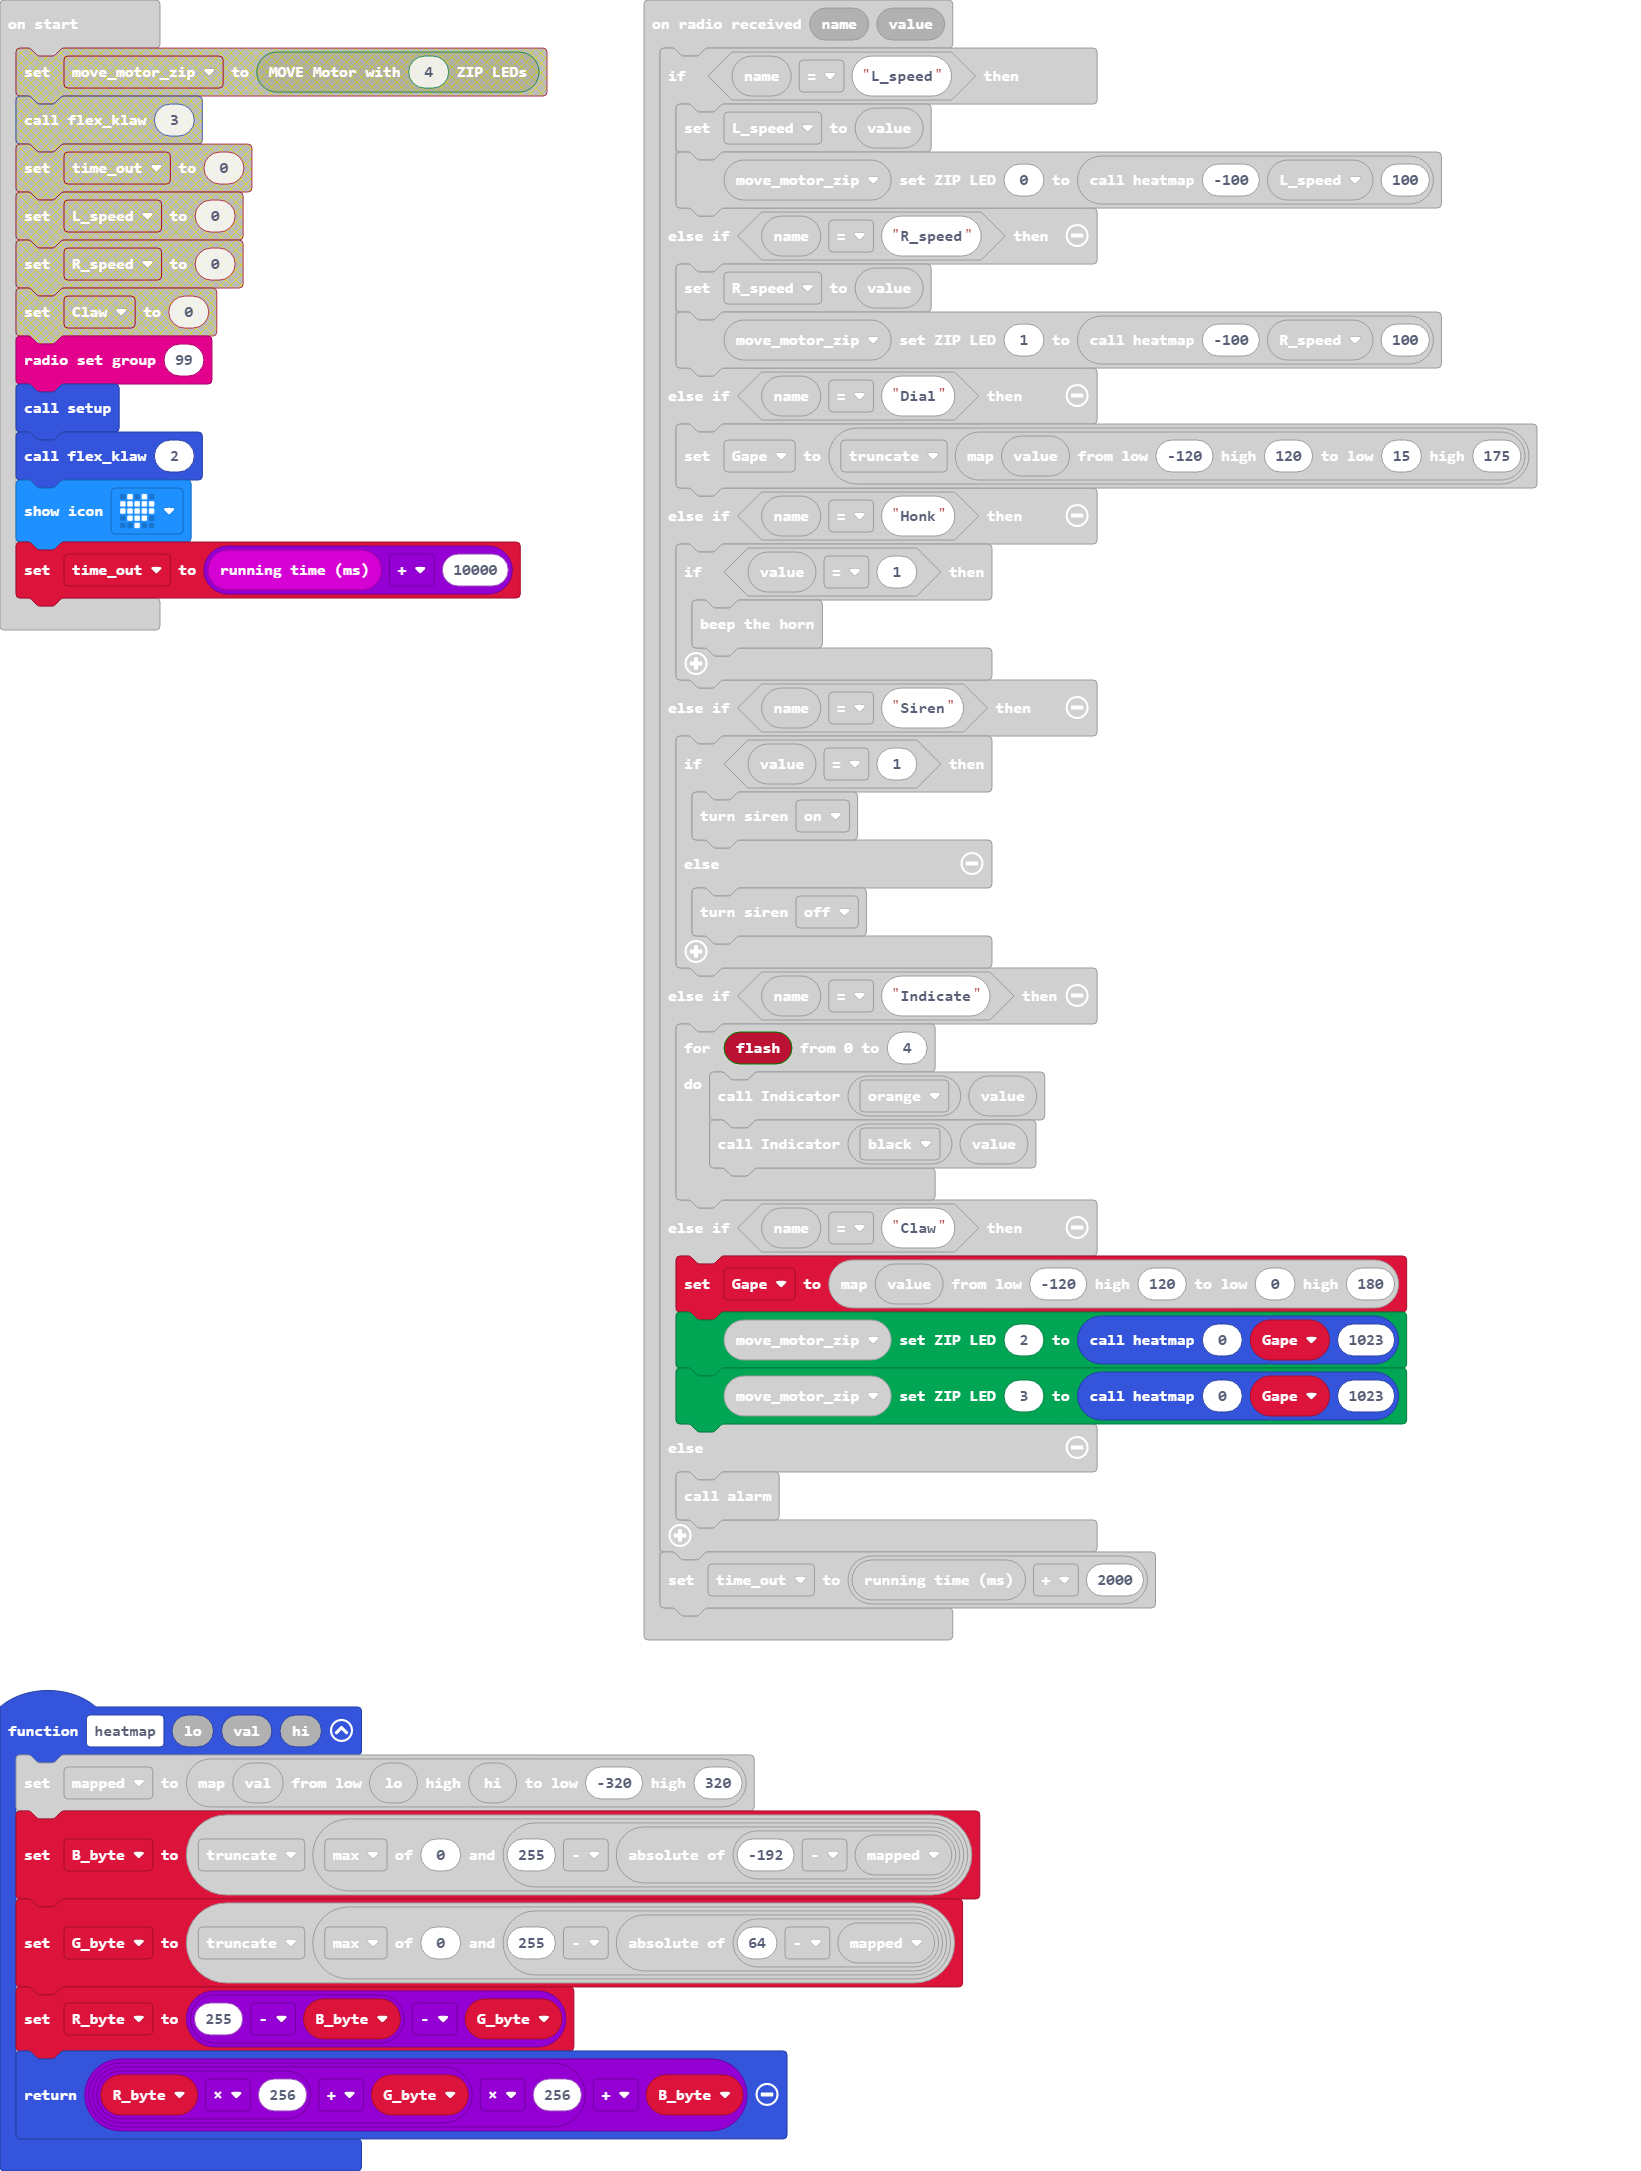 on start
set move_motor_zip to MOVE Motor with 4 ZIP LEDs
call flex_klaw 3
set time_out to 0
set L_speed to 0
set R_speed to 0
set Claw to 0
radio set group 99
call setup
call flex_klaw 2
show icon
set time_out to running time (ms) + 10000
on radio received name value
if name = "L_speed" then
set L_speed to value
move_motor_zip set ZIP LED 0 to call heatmap -100 L_speed 100
else if name = "R_speed" then
set R_speed to value
move_motor_zip set ZIP LED 1 to call heatmap -100 R_speed 100
else if name = "Dial" then
set Gape to truncate map value from low -120 high 120 to low 15 high 175
else if name = "Honk" then
if value = 1 then
beep the horn
else if name = "Siren" then
if value = 1 then
turn siren on
else
turn siren off
else if name = "Indicate" then
for flash from 0 to 4
do call Indicator orange value
call Indicator black value
else if name = "Claw" then
set Gape to map value from low -120 high 120 to low 0 high 180
move_motor_zip set ZIP LED 2 to call heatmap 0 Gape 1023
move_motor_zip set ZIP LED 3 to call heatmap 0 Gape 1023
else
call alarm
set time_out to running time (ms) + 2000
function heatmap lo val hi
set mapped to map val from low lo high hi to low -320 high 320
set B_byte to truncate max of 0 and 255 - absolute of -192 - mapped
set G_byte to truncate max of 0 and 255 - absolute of 64 - mapped
set R_byte to 255 - B_byte - G_byte
return R_byte × 256 + G_byte × 256 + B_byte